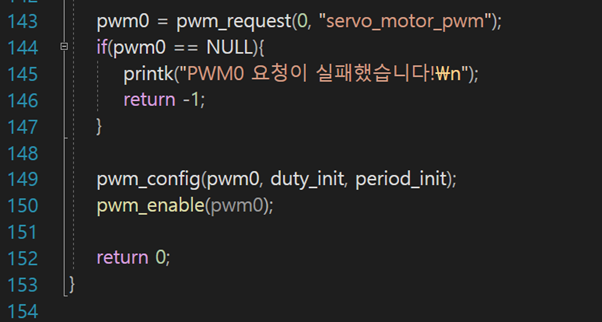 143 pwm0 = pwm_request(0, "servo_motor_pwm");
144 if(pwm0 == NULL){
145 printk("PWM0 요청이 실패했습니다!₩n");
146 return -1;
147 }
148
149 pwm_config(pwm0, duty_init, period_init);
150 pwm_enable(pwm0);
151
152 return 0;
153 }
154